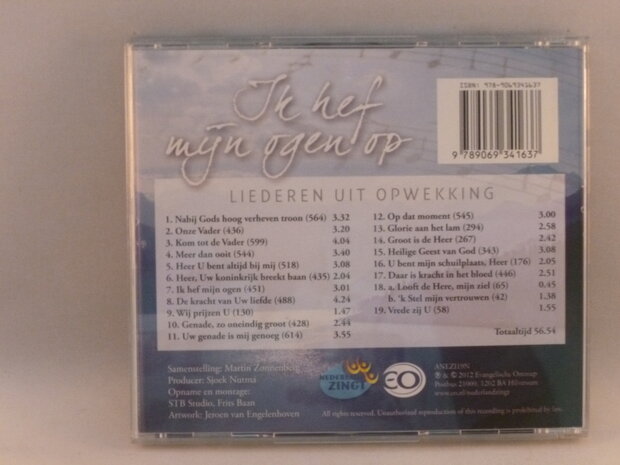 Ik hef
mijn ogen op
ISBN: 978-9069341637
9 789069 341637
LIEDEREN UIT OPWEKKING
1. Nabij Gods hoog verheven troon (564) 3.32
2. Onze Vader (436) 3.20
3. Kom tot de Vader (599) 4.04
4. Meer dan ooit (544) 3.40
5. Heer U bent altijd bij mij (518) 3.08
6. Heer, Uw koninkrijk breekt baan (435) 2.04
7. Ik hef mijn ogen (451) 3.01
8. De kracht van Uw liefde (488) 4.24
9. Wij prijzen U (130) 1.47
10. Genade, zo oneindig groot (428) 2.44
11. Uw genade is mij genoeg (614) 3.55
12. Op dat moment (545) 3.00
13. Glorie aan het lam (294) 2.58
14. Groot is de Heer (267) 2.42
15. Heilige Geest van God (343) 3.08
16. U bent mijn schuilplaats, Heer (176) 2.05
17. Daar is kracht in het bloed (446) 2.51
18. a. Looft de Here, mijn ziel (65) 0.45
b. 'k Stel mijn vertrouwen (42) 1.38
19. Vrede zij U (58) 1.55
Totaaltijd 56.54
Samenstelling: Martin Zonnenberg
Producer: Sjoek Nutma
Opname en montage:
STB Studio, Frits Baan
Artwork: Jeroen van Engelenhoven
NEDERLAND
ZINGT
EO
℗ & © 2012 Evangelische Omroep
Postbus 21000, 1202 BA Hilversum
www.eo.nl/nederlandzingt
All rights reserved. Unauthorized reproduction of this recording is prohibited by law.